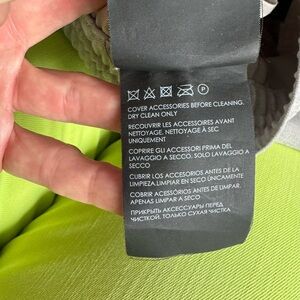 P
COVER ACCESSORIES BEFORE CLEANING.
DRY CLEAN ONLY
RECOUVRIR LES ACCESSOIRES AVANT
NETTOYAGE. NETTOYAGE À SEC
UNIQUEMENT
COPRIRE GLI ACCESSORI PRIMA DEL
LAVAGGIO A SECCO. SOLO LAVAGGIO A
SECCO
CUBRIR LOS ACCESORIOS ANTES DE LA
LIMPIEZA LIMPIAR EN SECO UNICAMENTE
COBRIR ACESSÓRIOS ANTES DE LIMPAR.
APENAS LIMPAR A SECO
ПРИКРЫТЬ АКСЕССУАРЫ ПЕРЕД
ЧИСТКОЙ. ТОЛЬКО СУХАЯ ЧИСТКА